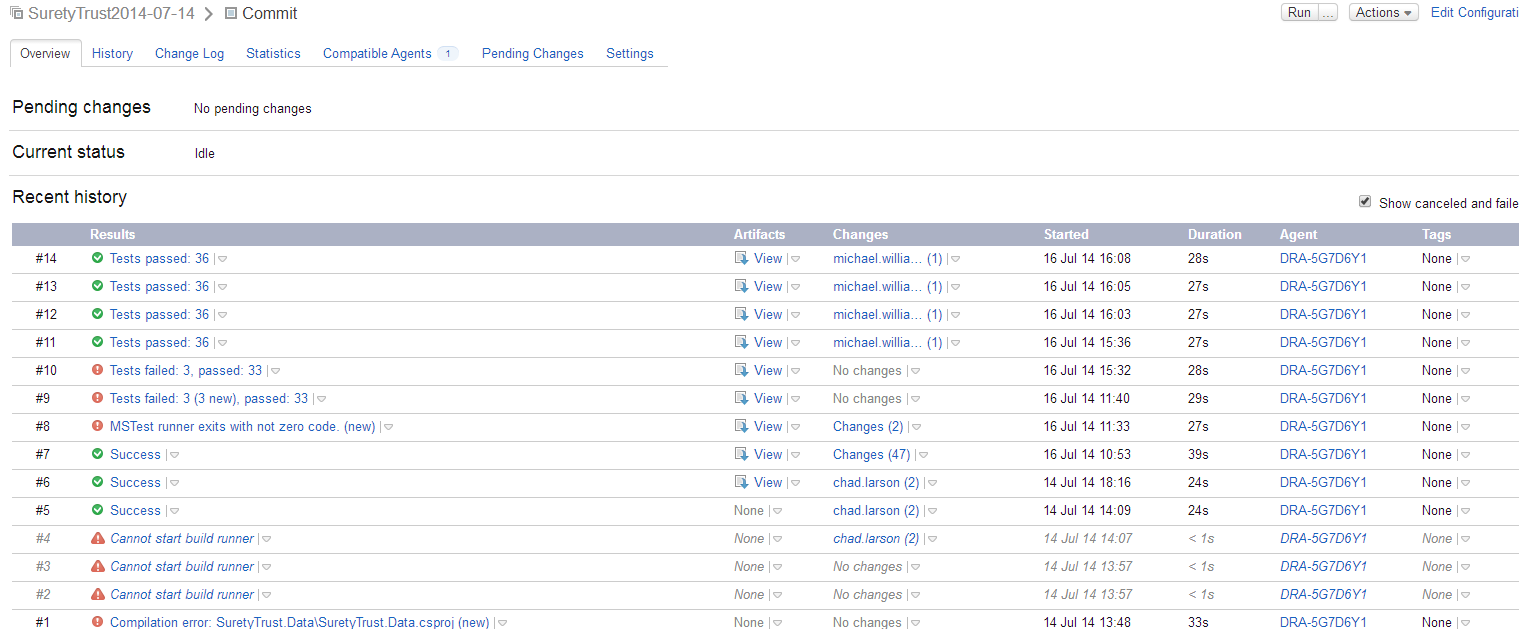 SuretyTrust2014-07-14 Commit Run ... Actions Edit Configurati
Overview History Change Log Statistics Compatible Agents 1 Pending Changes Settings
Pending changes No pending changes
Current status Idle
Recent history
Show canceled and faile
Results Artifacts Changes Started Duration Agent Tags
#14 Tests passed: 36 View michael.willia... (1) 16 Jul 14 16:08 28s DRA-5G7D6Y1 None
#13 Tests passed: 36 View michael.willia... (1) 16 Jul 14 16:05 27s DRA-5G7D6Y1 None
#12 Tests passed: 36 View michael.willia... (1) 16 Jul 14 16:03 27s DRA-5G7D6Y1 None
#11 Tests passed: 36 View michael.willia... (1) 16 Jul 14 15:36 27s DRA-5G7D6Y1 None
#10 Tests failed: 3, passed: 33 View No changes 16 Jul 14 15:32 28s DRA-5G7D6Y1 None
#9 Tests failed: 3 (3 new), passed: 33 View No changes 16 Jul 14 11:40 29s DRA-5G7D6Y1 None
#8 MSTest runner exits with not zero code. (new) View Changes (2) 16 Jul 14 11:33 27s DRA-5G7D6Y1 None
#7 Success View Changes (47) 16 Jul 14 10:53 39s DRA-5G7D6Y1 None
#6 Success View chad.larson (2) 14 Jul 14 18:16 24s DRA-5G7D6Y1 None
#5 Success None chad.larson (2) 14 Jul 14 14:09 24s DRA-5G7D6Y1 None
#4 Cannot start build runner None chad.larson (2) 14 Jul 14 14:07 < 1s DRA-5G7D6Y1 None
#3 Cannot start build runner None No changes 14 Jul 14 13:57 < 1s DRA-5G7D6Y1 None
#2 Cannot start build runner None No changes 14 Jul 14 13:57 < 1s DRA-5G7D6Y1 None
#1 Compilation error: SuretyTrust.Data\SuretyTrust.Data.csproj (new) None No changes 14 Jul 14 13:48 33s DRA-5G7D6Y1 None